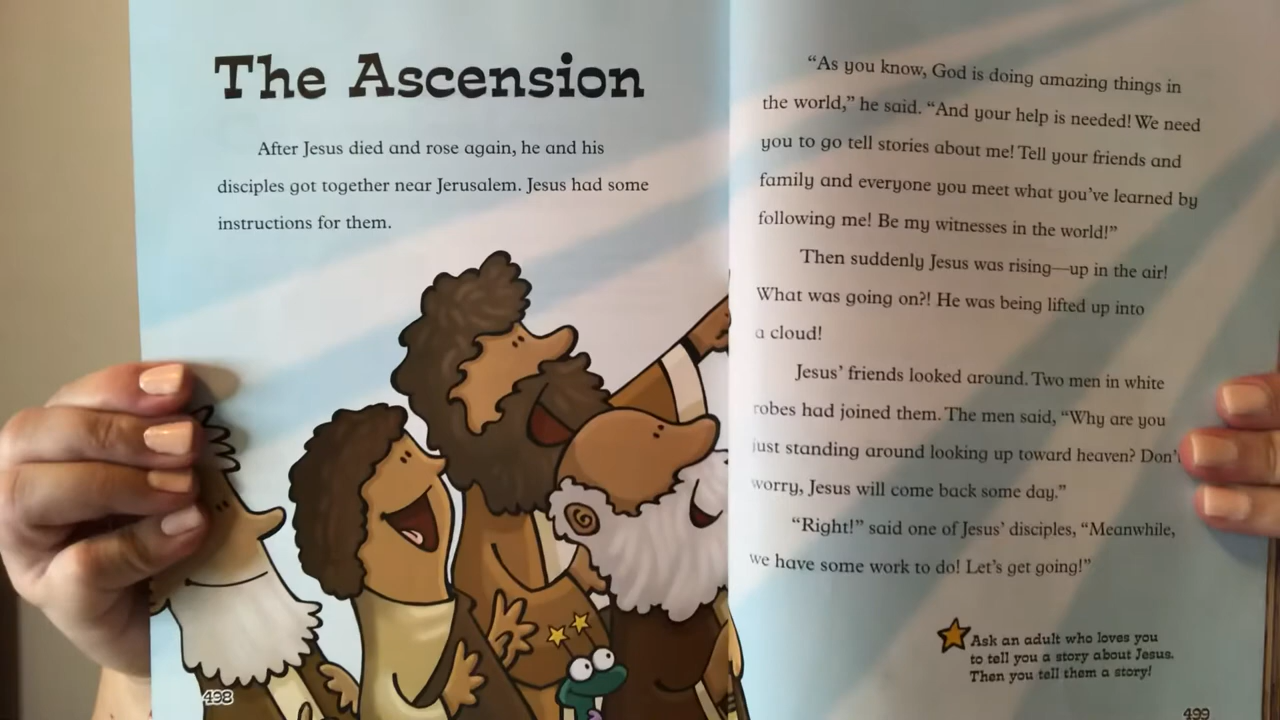 The Ascension
After Jesus died and rose again, he and his
disciples got together near Jerusalem. Jesus had some
instructions for them.
498
“As you know, God is doing amazing things in
the world,” he said. “And your help is needed! We need
you to go tell stories about me! Tell your friends and
family and everyone you meet what you’ve learned by
following me! Be my witnesses in the world!”
Then suddenly Jesus was rising—up in the air!
What was going on?! He was being lifted up into
a cloud!
Jesus’ friends looked around. Two men in white
robes had joined them. The men said, “Why are you
just standing around looking up toward heaven? Don’t
worry, Jesus will come back some day.”
“Right!” said one of Jesus’ disciples, “Meanwhile,
we have some work to do! Let’s get going!”
Ask an adult who loves you
to tell you a story about Jesus.
Then you tell them a story!
499